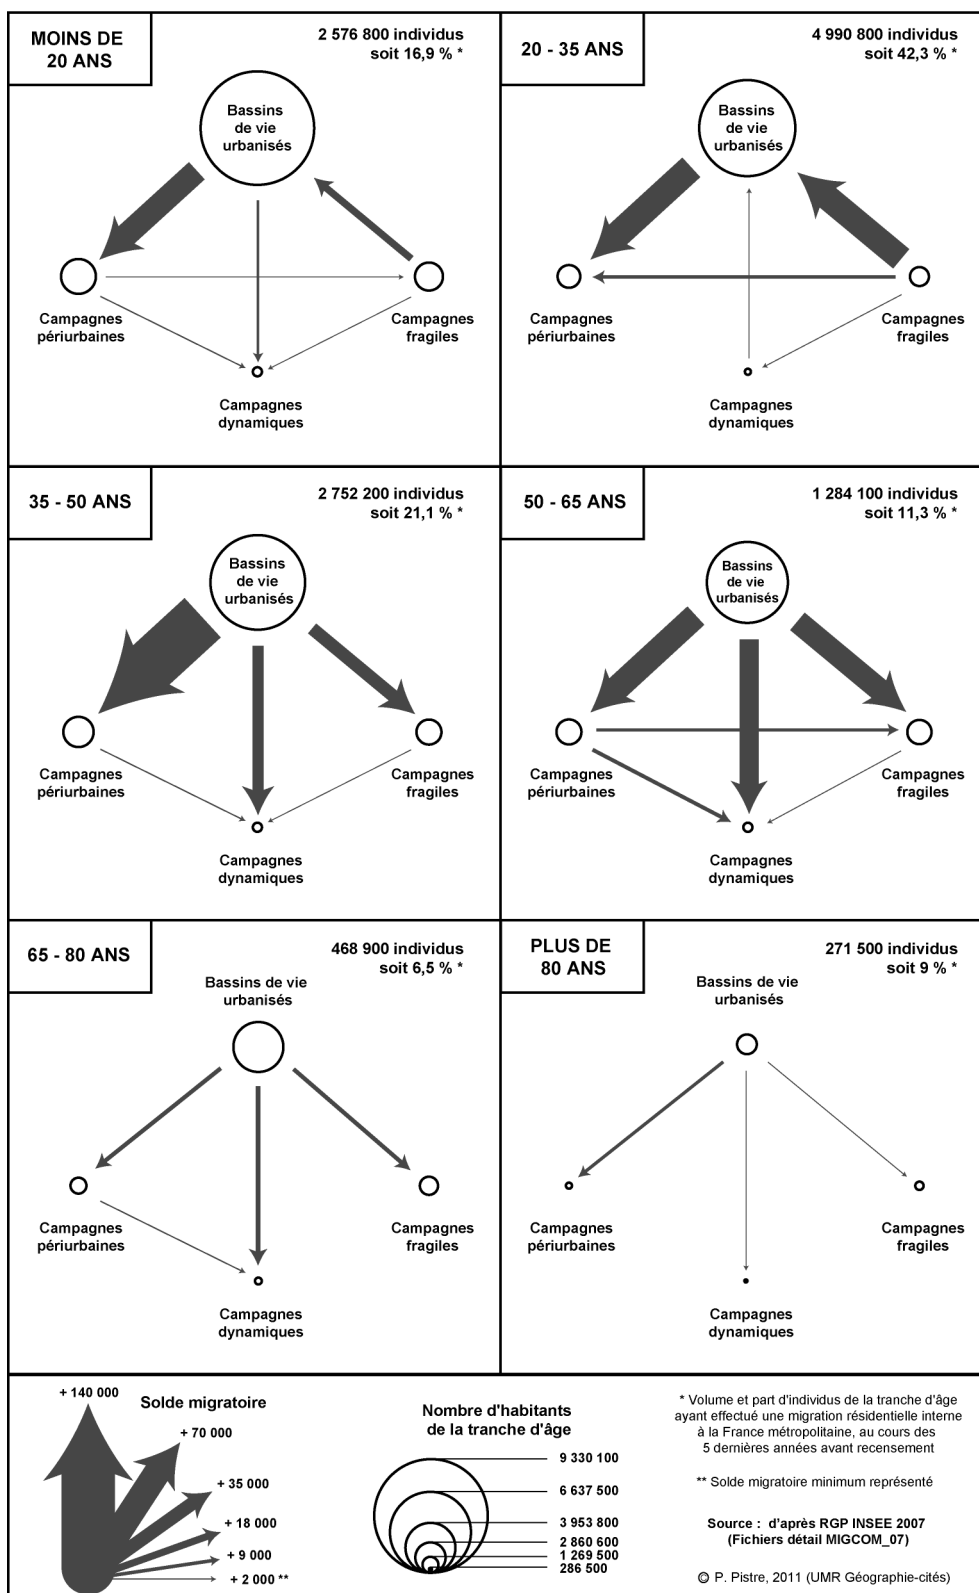 MOINS DE
20 ANS
2 576 800 individus
soit 16,9 % *
Bassins
de vie
urbanisés
Campagnes
périurbaines
Campagnes
fragiles
Campagnes
dynamiques
20 - 35 ANS
4 990 800 individus
soit 42,3 % *
Bassins
de vie
urbanisés
Campagnes
périurbaines
Campagnes
fragiles
Campagnes
dynamiques
35 - 50 ANS
2 752 200 individus
soit 21,1 % *
Bassins
de vie
urbanisés
Campagnes
périurbaines
Campagnes
fragiles
Campagnes
dynamiques
50 - 65 ANS
1 284 100 individus
soit 11,3 % *
Bassins
de vie
urbanisés
Campagnes
périurbaines
Campagnes
fragiles
Campagnes
dynamiques
65 - 80 ANS
468 900 individus
soit 6,5 % *
Bassins de vie
urbanisés
Campagnes
périurbaines
Campagnes
fragiles
Campagnes
dynamiques
PLUS DE
80 ANS
271 500 individus
soit 9 % *
Bassins de vie
urbanisés
Campagnes
périurbaines
Campagnes
fragiles
Campagnes
dynamiques
Solde migratoire
+ 140 000
+ 70 000
+ 35 000
+ 18 000
+ 9 000
+ 2 000 **
Nombre d'habitants
de la tranche d'âge
9 330 100
6 637 500
3 953 800
2 860 600
1 269 500
286 500
* Volume et part d'individus de la tranche d'âge
ayant effectué une migration résidentielle interne
à la France métropolitaine, au cours des
5 dernières années avant recensement
** Solde migratoire minimum représenté
Source : d'après RGP INSEE 2007
(Fichiers détail MIGCOM_07)
© P. Pistre, 2011 (UMR Géographie-cités)